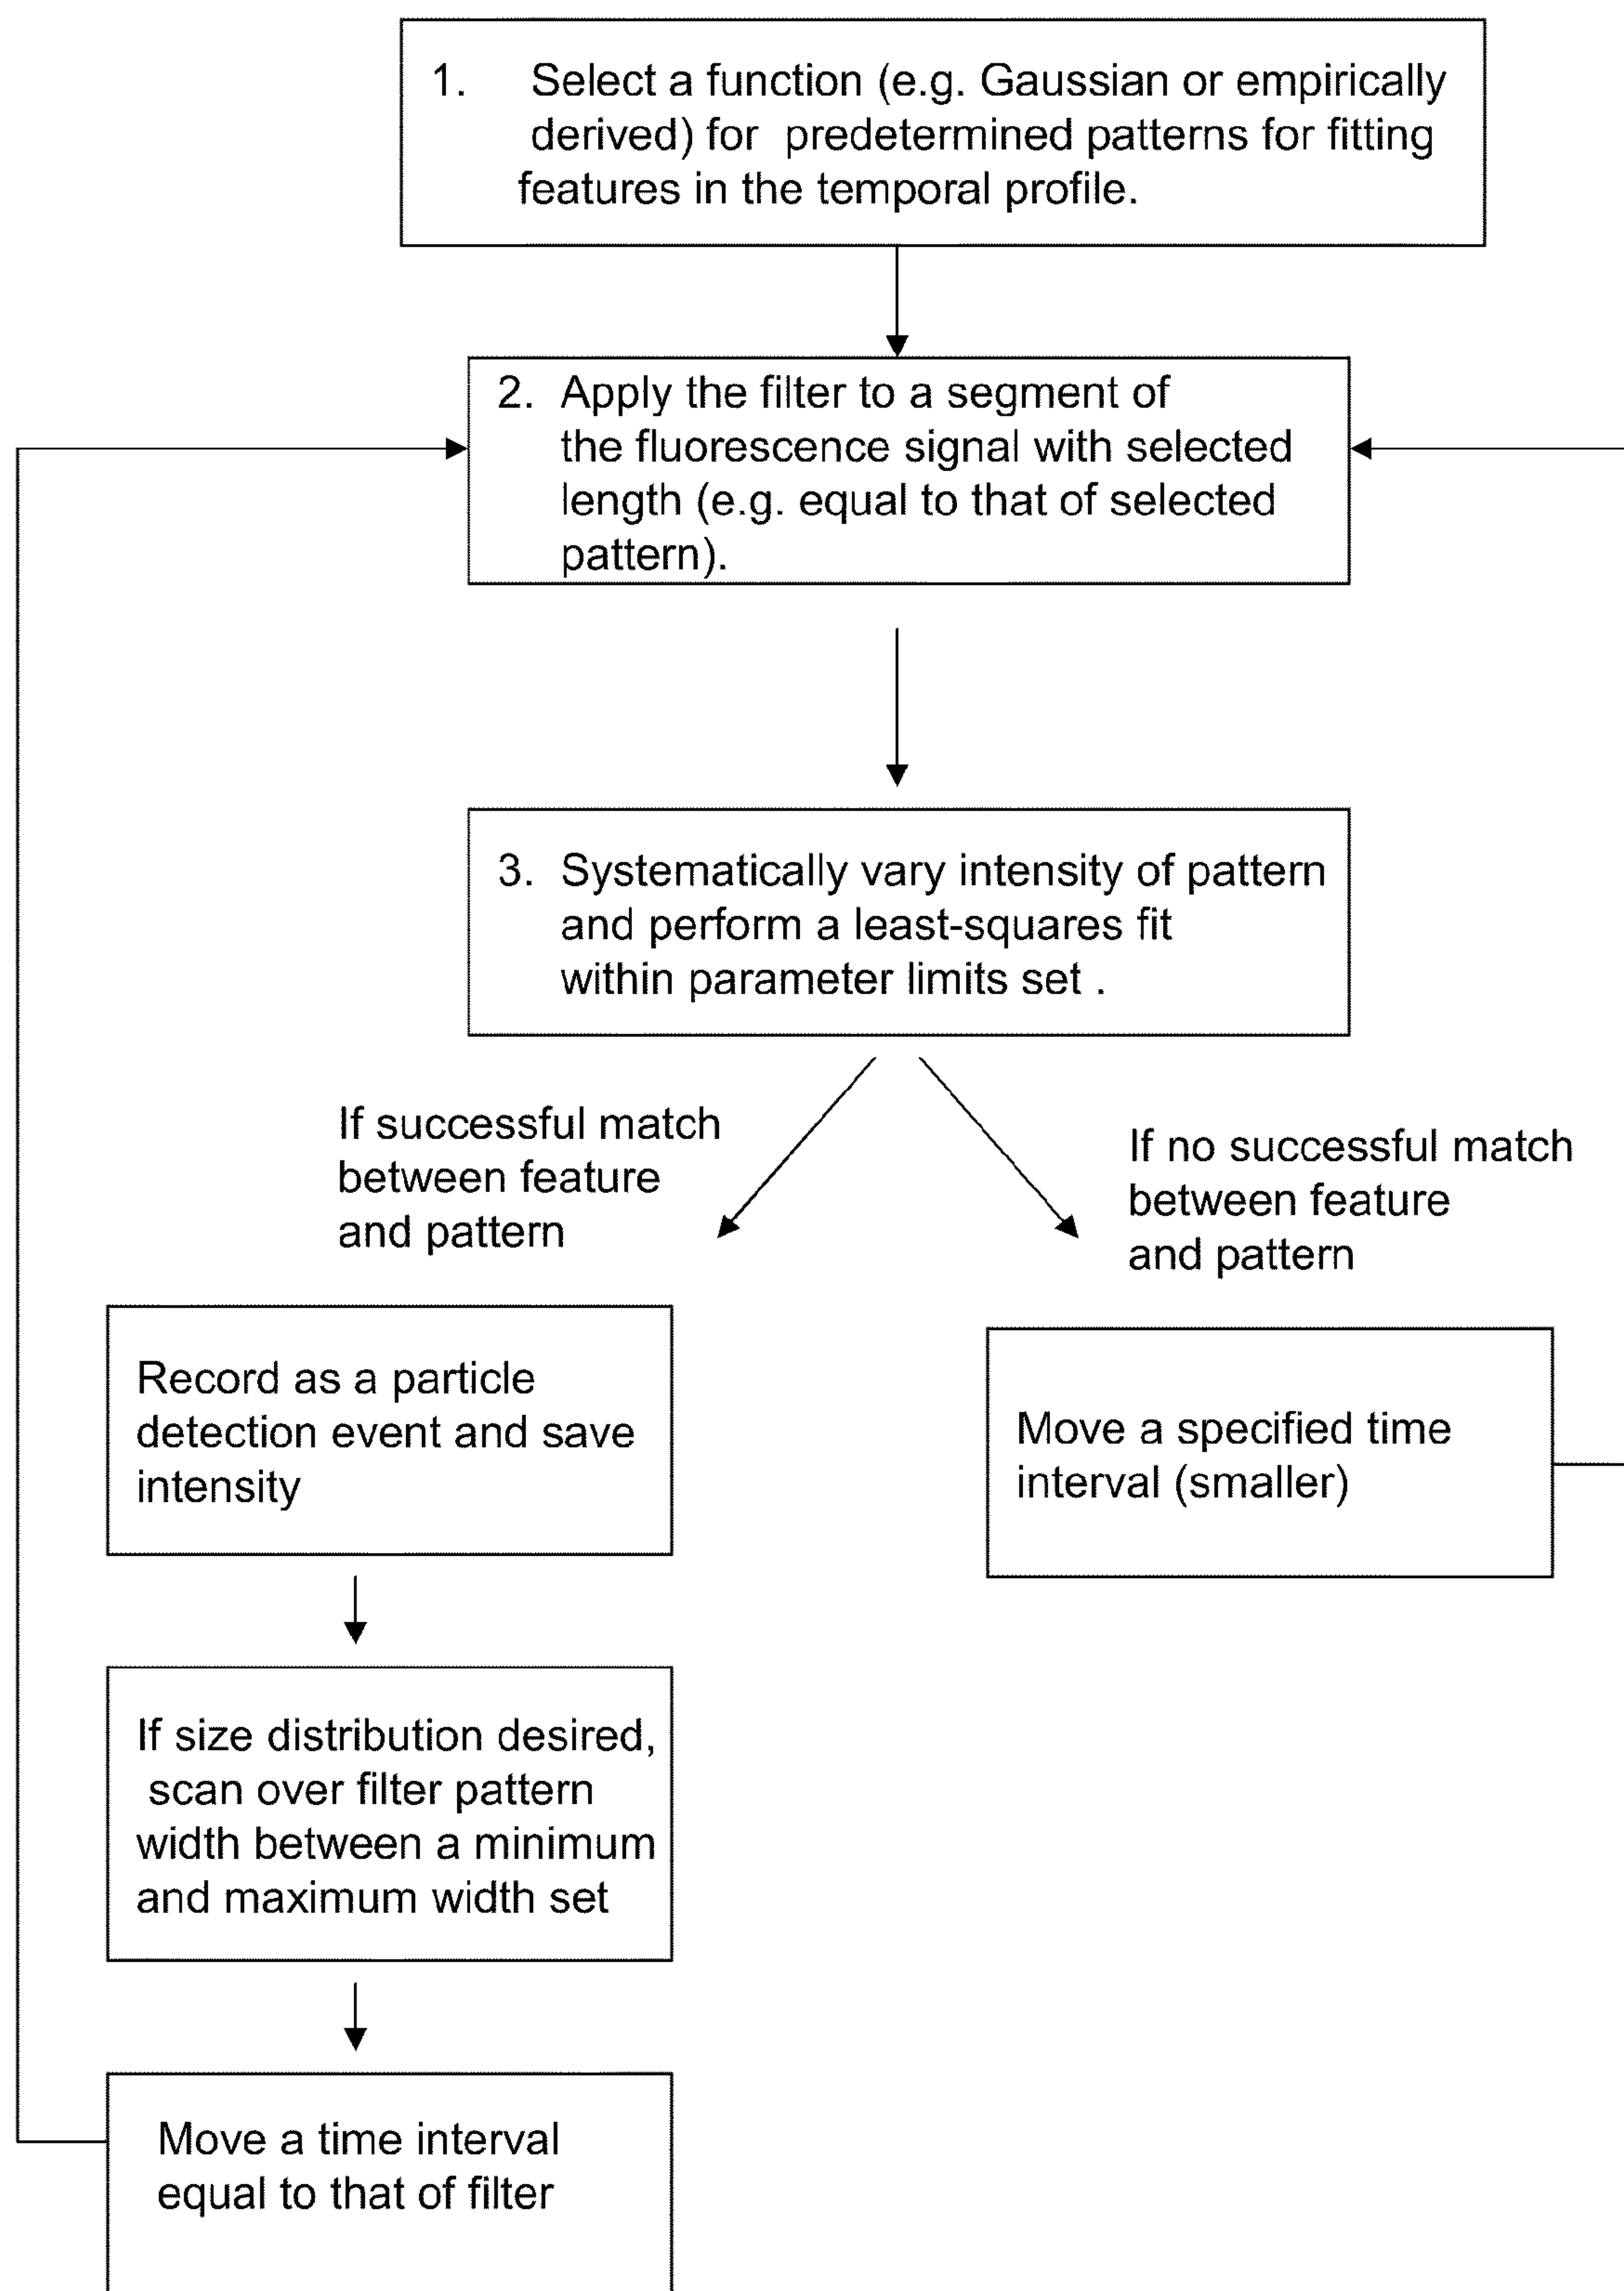 1. Select a function (e.g. Gaussian or empirically
derived) for predetermined patterns for fitting
features in the temporal profile.
2. Apply the filter to a segment of
the fluorescence signal with selected
length (e.g. equal to that of selected
pattern).
3. Systematically vary intensity of pattern
and perform a least-squares fit
within parameter limits set .
If successful match
between feature
and pattern
If no successful match
between feature
and pattern
Record as a particle
detection event and save
intensity
Move a specified time
interval (smaller)
If size distribution desired,
scan over filter pattern
width between a minimum
and maximum width set
Move a time interval
equal to that of filter